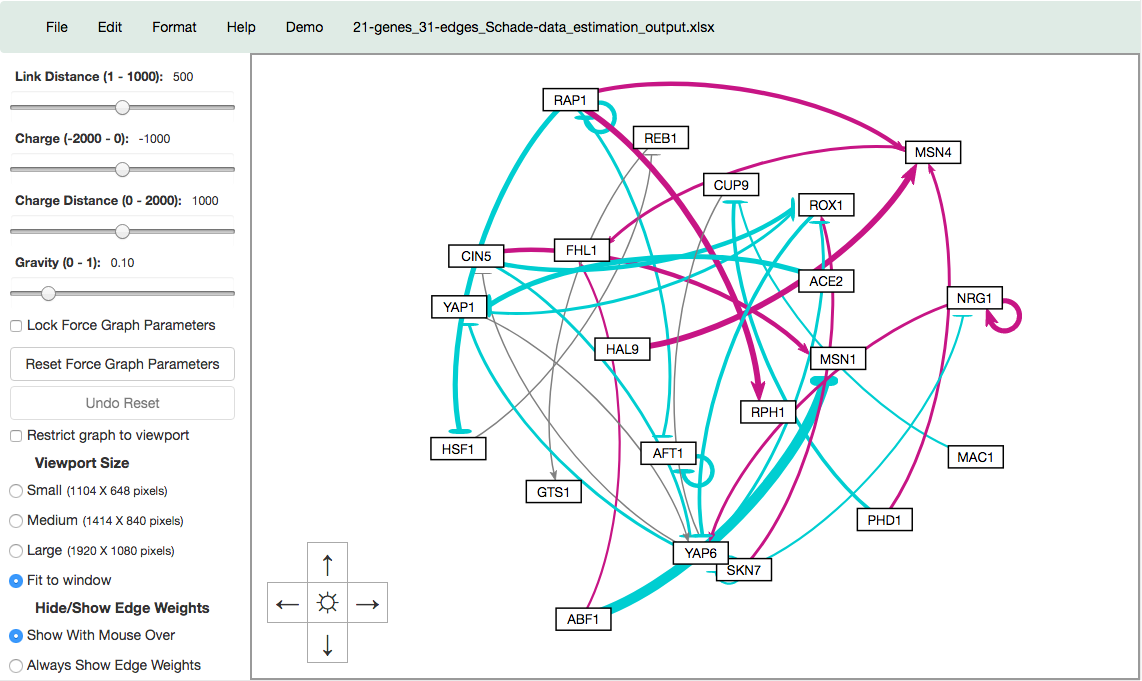 File Edit Format Help Demo 21-genes_31-edges_Schade-data_estimation_output.xlsx
Link Distance (1 - 1000): 500
Charge (-2000 - 0): -1000
Charge Distance (0 - 2000): 1000
Gravity (0 - 1): 0.10
Lock Force Graph Parameters
Reset Force Graph Parameters
Undo Reset
Restrict graph to viewport
Viewport Size
Small (1104 X 648 pixels)
Medium (1414 X 840 pixels)
Large (1920 X 1080 pixels)
Fit to window
Hide/Show Edge Weights
Show With Mouse Over
Always Show Edge Weights
RAP1
REB1
MSN4
CUP9
ROX1
CIN5
FHL1
ACE2
YAP1
NRG1
HAL9
MSN1
RPH1
HSF1
AFT1
MAC1
GTS1
PHD1
YAP6
SKN7
ABF1